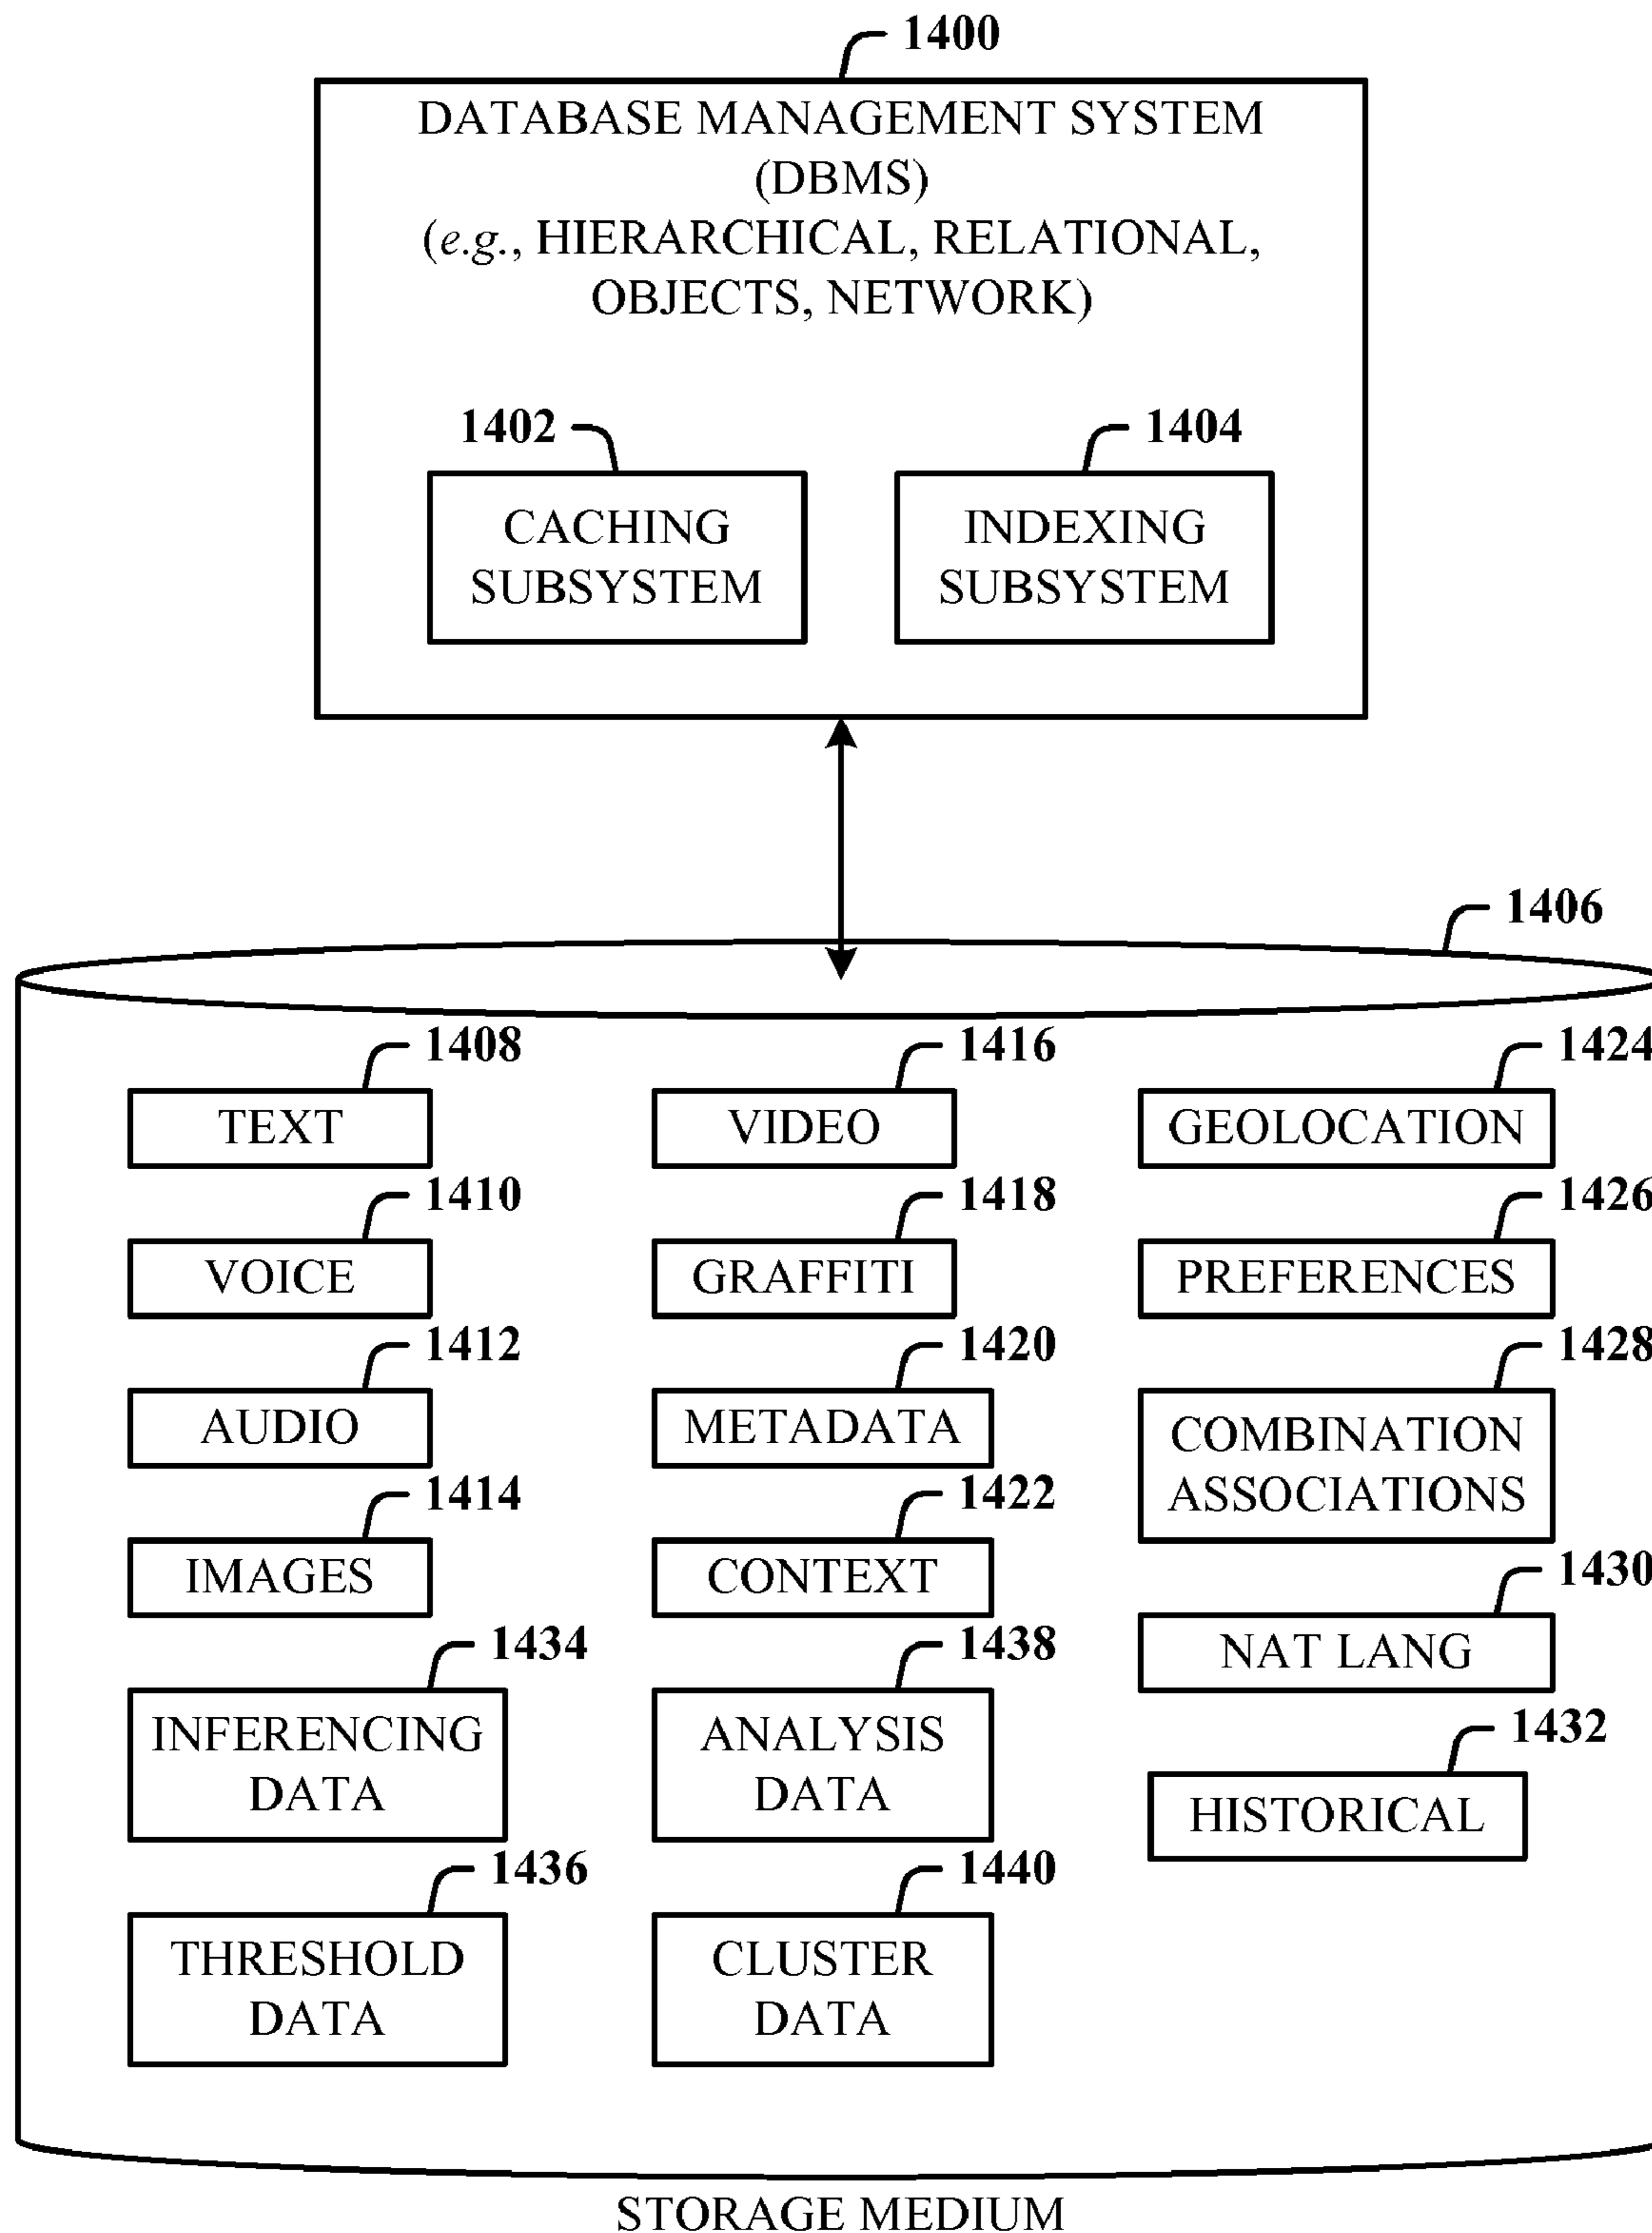 1400
DATABASE MANAGEMENT SYSTEM
(DBMS)
(e.g., HIERARCHICAL, RELATIONAL,
OBJECTS, NETWORK)
1402
CACHING
SUBSYSTEM
1404
INDEXING
SUBSYSTEM
1406
1408
TEXT
1410
VOICE
1412
AUDIO
1414
IMAGES
1434
INFERENCING
DATA
1436
THRESHOLD
DATA
1416
VIDEO
1418
GRAFFITI
1420
METADATA
1422
CONTEXT
1438
ANALYSIS
DATA
1440
CLUSTER
DATA
1424
GEOLOCATION
1426
PREFERENCES
1428
COMBINATION
ASSOCIATIONS
1430
NAT LANG
1432
HISTORICAL
STORAGE MEDIUM